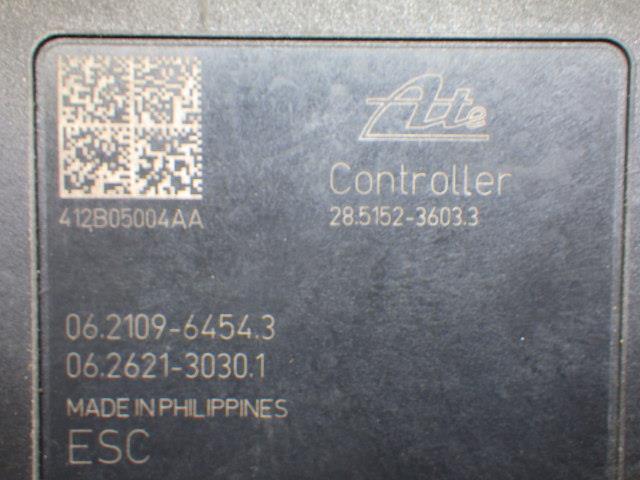 Ate
Controller
28.5152-3603.3
412B05004AA
06.2109-6454.3
06.2621-3030.1
MADE IN PHILIPPINES
ESC